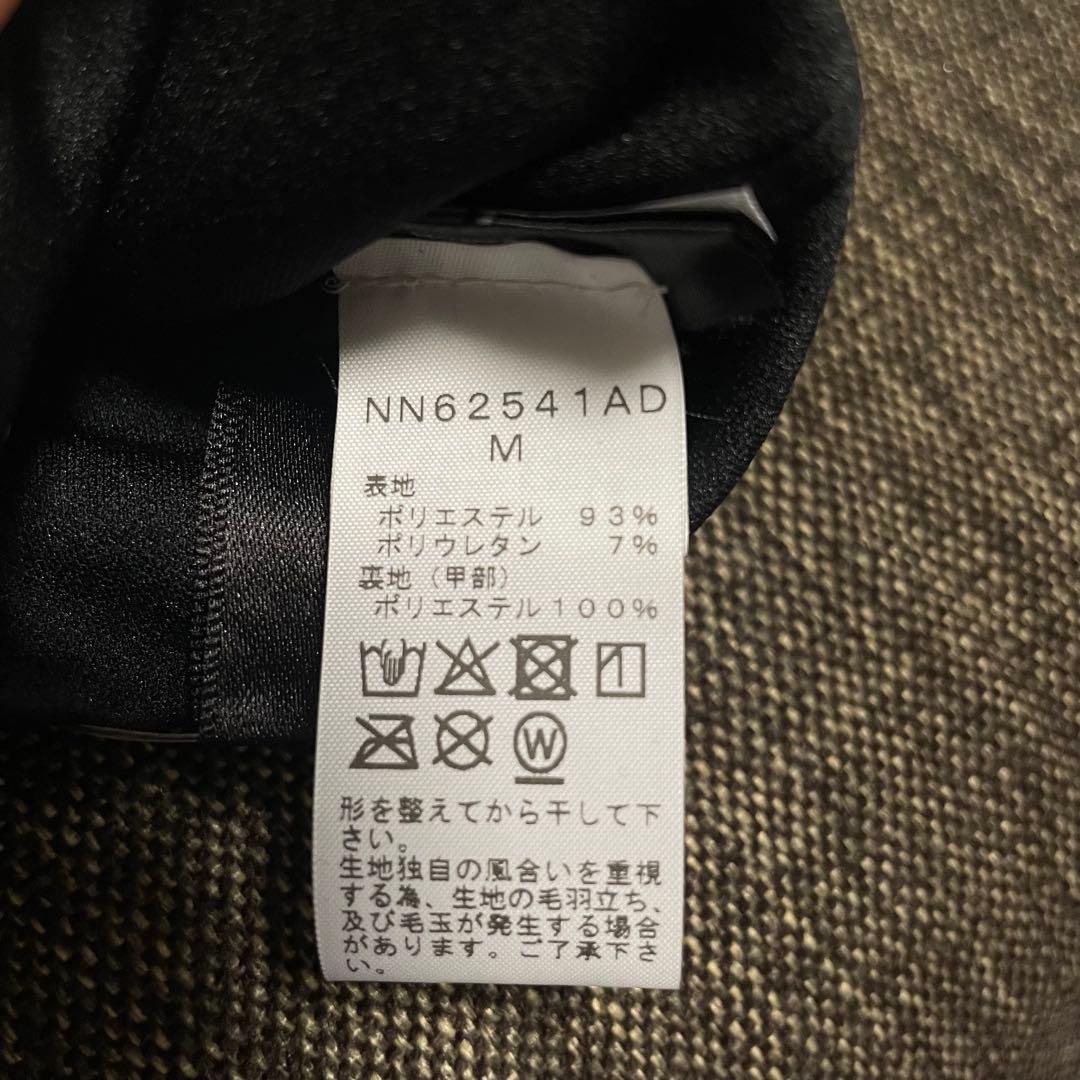 NN62541AD
M
表地
ポリエステル 93%
ポリウレタン 7%
裏地(甲部)
ポリエステル100%
W
形を整えてから干して下
さい。
生地独自の風合いを重視
する為、生地の毛羽立ち、
及び毛玉が発生する場合
があります。ご了承下さ
い。